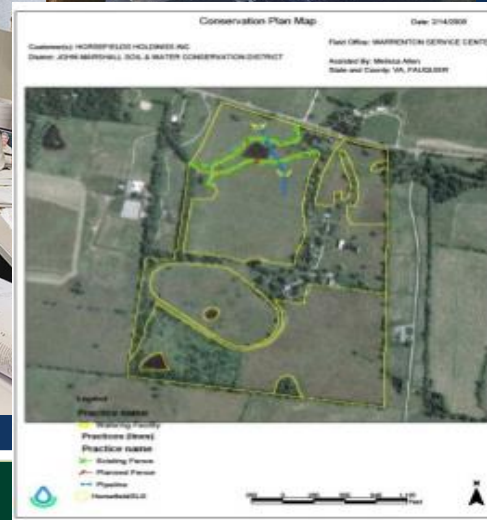 Conservation Plan Map
Date: 2/14/2008
Customer(s): HORSEFIELDS HOLDINGS INC
District: JOHN MARSHALL SOIL & WATER CONSERVATION DISTRICT
Field Office: WARRENTON SERVICE CENTE
Assisted By: Melissa Allen
State and County: VA, FAUQUIER
Legend
Practice name
Watering Facility
Practices (lines)
Practice name
Existing Fence
Planned Fence
Pipeline
Feet
N